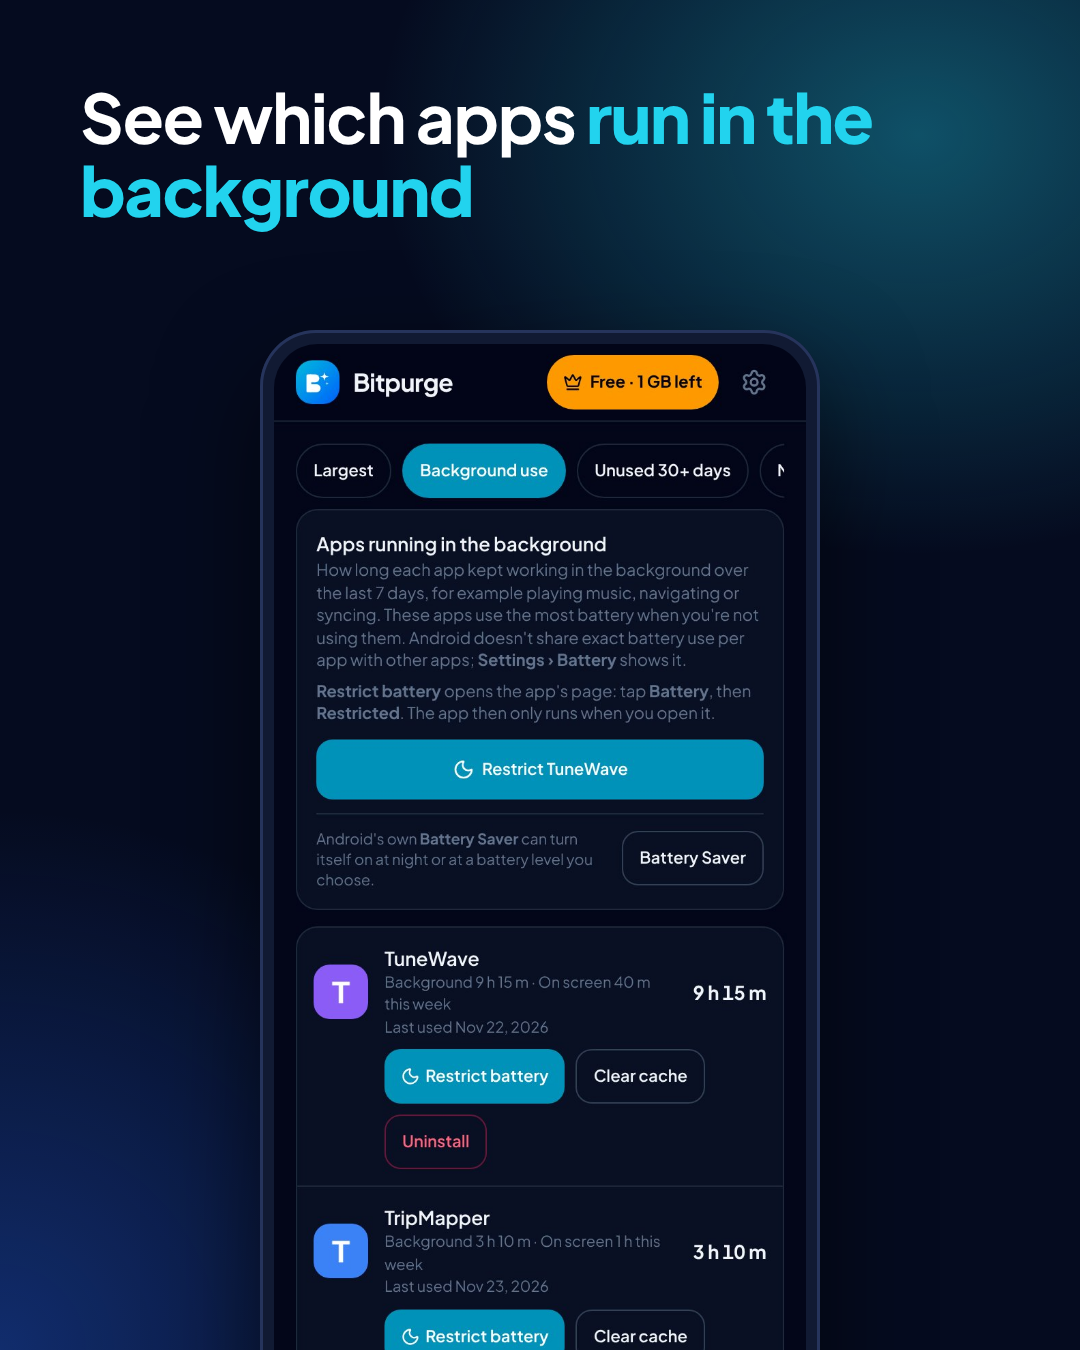 See which apps run in the
background
Bitpurge
Free · 1 GB left
Largest
Background use
Unused 30+ days
Apps running in the background
How long each app kept working in the background over
the last 7 days, for example playing music, navigating or
syncing. These apps use the most battery when you're not
using them. Android doesn't share exact battery use per
app with other apps; Settings › Battery shows it.
Restrict battery opens the app's page: tap Battery, then
Restricted. The app then only runs when you open it.
Restrict TuneWave
Android's own Battery Saver can turn
itself on at night or at a battery level you
choose.
Battery Saver
TuneWave
Background 9 h 15 m · On screen 40 m
this week
Last used Nov 22, 2026
9 h 15 m
Restrict battery
Clear cache
Uninstall
TripMapper
Background 3 h 10 m · On screen 1 h this
week
Last used Nov 23, 2026
3 h 10 m
Restrict battery
Clear cache
T
T